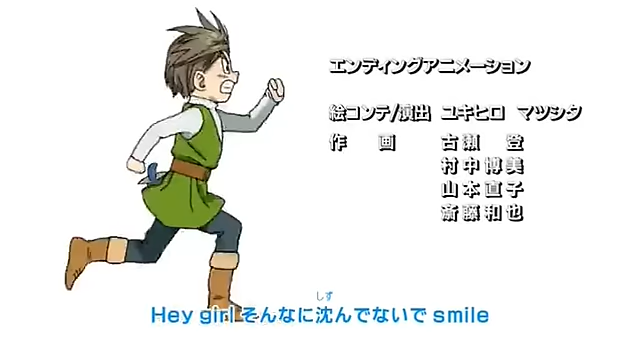 エンディングアニメーション
絵コンテ/演出 ユキヒロ マツシタ
作 画 古瀬 登
村中博美
山本直子
斎藤和也
しず
Hey girl そんなに沈んでないで smile